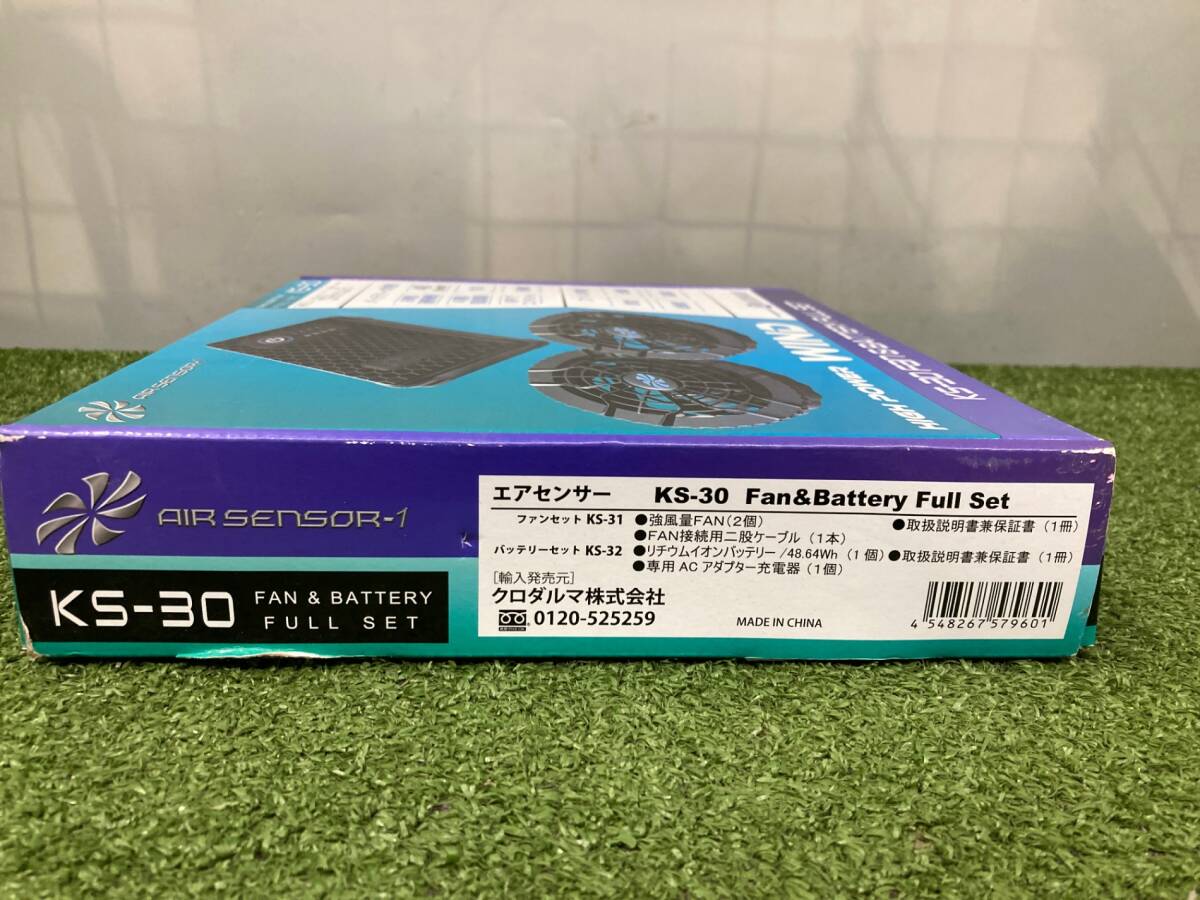 HIGH POWER
WIND
AIR SENSOR-1
AIR SENSOR-1
KS-30
FAN & BATTERY
FULL SET
エアセンサー KS-30 Fan&Battery Full Set
ファンセット KS-31 ●強風量FAN(2個) ●取扱説明書兼保証書(1冊)
●FAN接続用二股ケーブル(1本)
バッテリーセット KS-32 ●リチウムイオンバッテリー/48.64Wh(1個) ●取扱説明書兼保証書(1冊)
●専用ACアダプター充電器(1個)
[輸入発売元]
クロダルマ株式会社
0120-525259
MADE IN CHINA
4 548267 579601